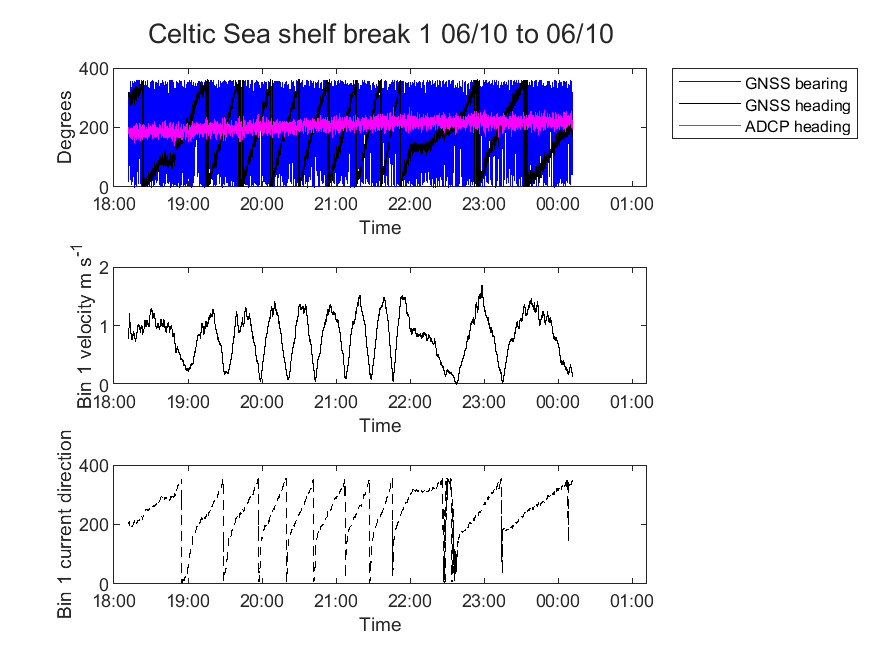 Celtic Sea shelf break 1 06/10 to 06/10
400
200
0
Degrees
18:00 19:00 20:00 21:00 22:00 23:00 00:00 01:00
Time
GNSS bearing
GNSS heading
ADCP heading
2
1
0
Bin 1 velocity m s-1
18:00 19:00 20:00 21:00 22:00 23:00 00:00 01:00
Time
400
200
0
Bin 1 current direction
18:00 19:00 20:00 21:00 22:00 23:00 00:00 01:00
Time